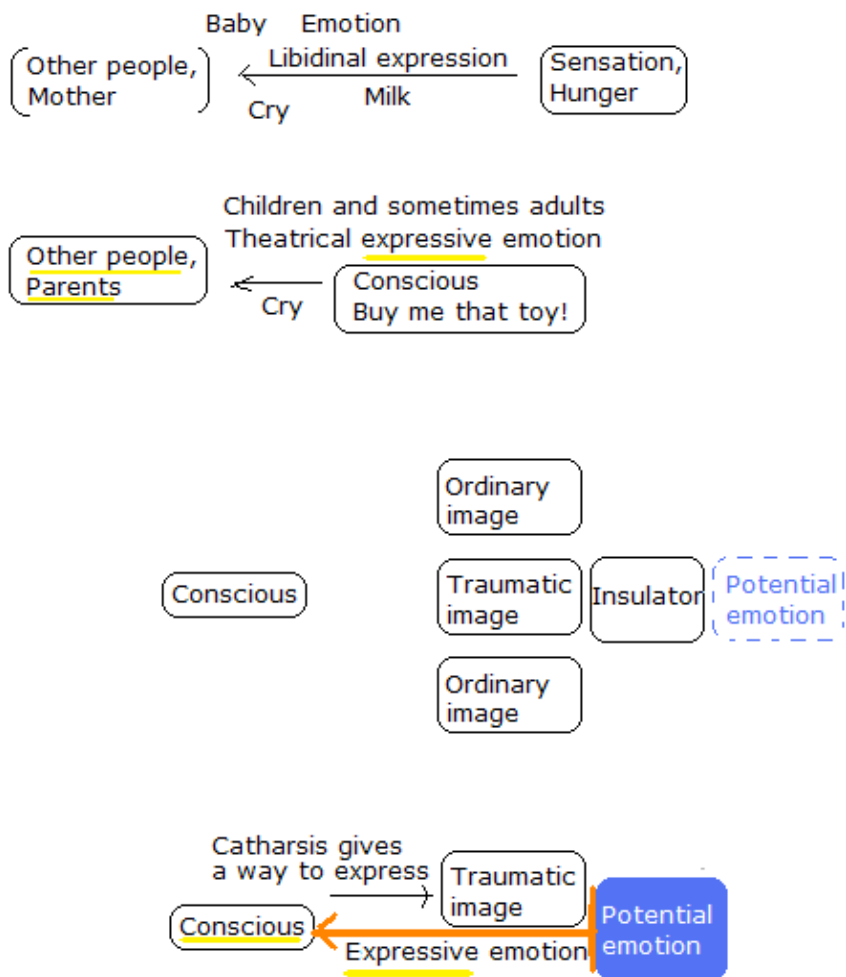 Baby Emotion
Other people,
Mother
Libidinal expression
Cry
Milk
Sensation,
Hunger
Children and sometimes adults
Theatrical expressive emotion
Other people,
Parents
Cry
Conscious
Buy me that toy!
Ordinary
image
Conscious
Traumatic
image
Insulator
Potential
emotion
Ordinary
image
Catharsis gives
a way to express
Traumatic
image
Conscious
Expressive emotion
Potential
emotion